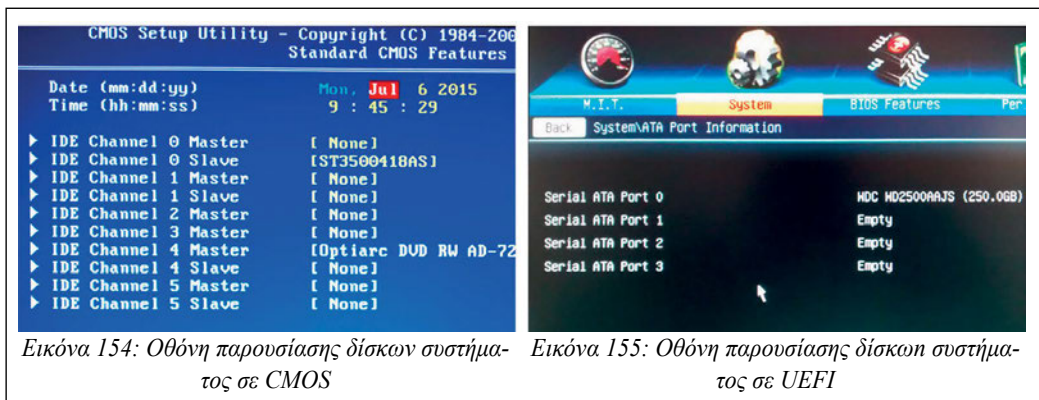 CMOS Setup Utility - Copyright (C) 1984-200
Standard CMOS Features
Date (mm:dd:yy) Mon, Jul 6 2015
Time (hh:mm:ss) 9 : 45 : 29
IDE Channel 0 Master [ None]
IDE Channel 0 Slave [ST3500418AS]
IDE Channel 1 Master [ None]
IDE Channel 1 Slave [ None]
IDE Channel 2 Master [ None]
IDE Channel 3 Master [ None]
IDE Channel 4 Master [Optiarc DVD RW AD-72
IDE Channel 4 Slave [ None]
IDE Channel 5 Master [ None]
IDE Channel 5 Slave [ None]
Εικόνα 154: Οθόνη παρουσίασης δίσκων συστήμα-
τος σε CMOS
M.I.T. System BIOS Features Per
Back System\ATA Port Information
Serial ATA Port 0 WDC WD2500AAJS (250.0GB)
Serial ATA Port 1 Empty
Serial ATA Port 2 Empty
Serial ATA Port 3 Empty
Εικόνα 155: Οθόνη παρουσίασης δίσκωn συστήμα-
τος σε UEFI